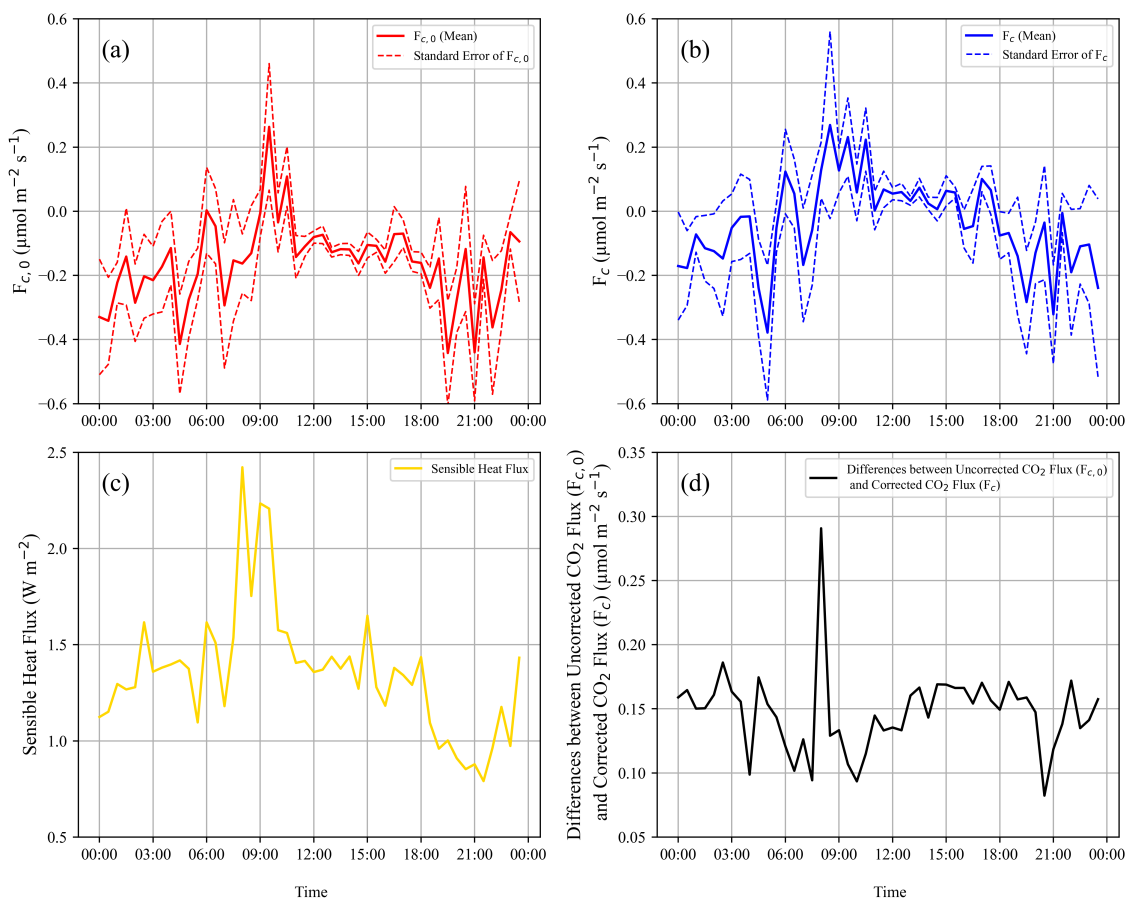 (a)
F_c,0 (Mean)
Standard Error of F_c,0
F_c,0 (μmol m⁻² s⁻¹)
0.6
0.4
0.2
0.0
−0.2
−0.4
−0.6
00:00 03:00 06:00 09:00 12:00 15:00 18:00 21:00 00:00
(b)
F_c (Mean)
Standard Error of F_c
F_c (μmol m⁻² s⁻¹)
0.6
0.4
0.2
0.0
−0.2
−0.4
−0.6
00:00 03:00 06:00 09:00 12:00 15:00 18:00 21:00 00:00
(c)
Sensible Heat Flux
Sensible Heat Flux (W m⁻²)
2.5
2.0
1.5
1.0
0.5
00:00 03:00 06:00 09:00 12:00 15:00 18:00 21:00 00:00
Time
(d)
Differences between Uncorrected CO₂ Flux (F_c,0)
and Corrected CO₂ Flux (F_c)
Differences between Uncorrected CO₂ Flux (F_c,0)
and Corrected CO₂ Flux (F_c) (μmol m⁻² s⁻¹)
0.35
0.30
0.25
0.20
0.15
0.10
0.05
00:00 03:00 06:00 09:00 12:00 15:00 18:00 21:00 00:00
Time